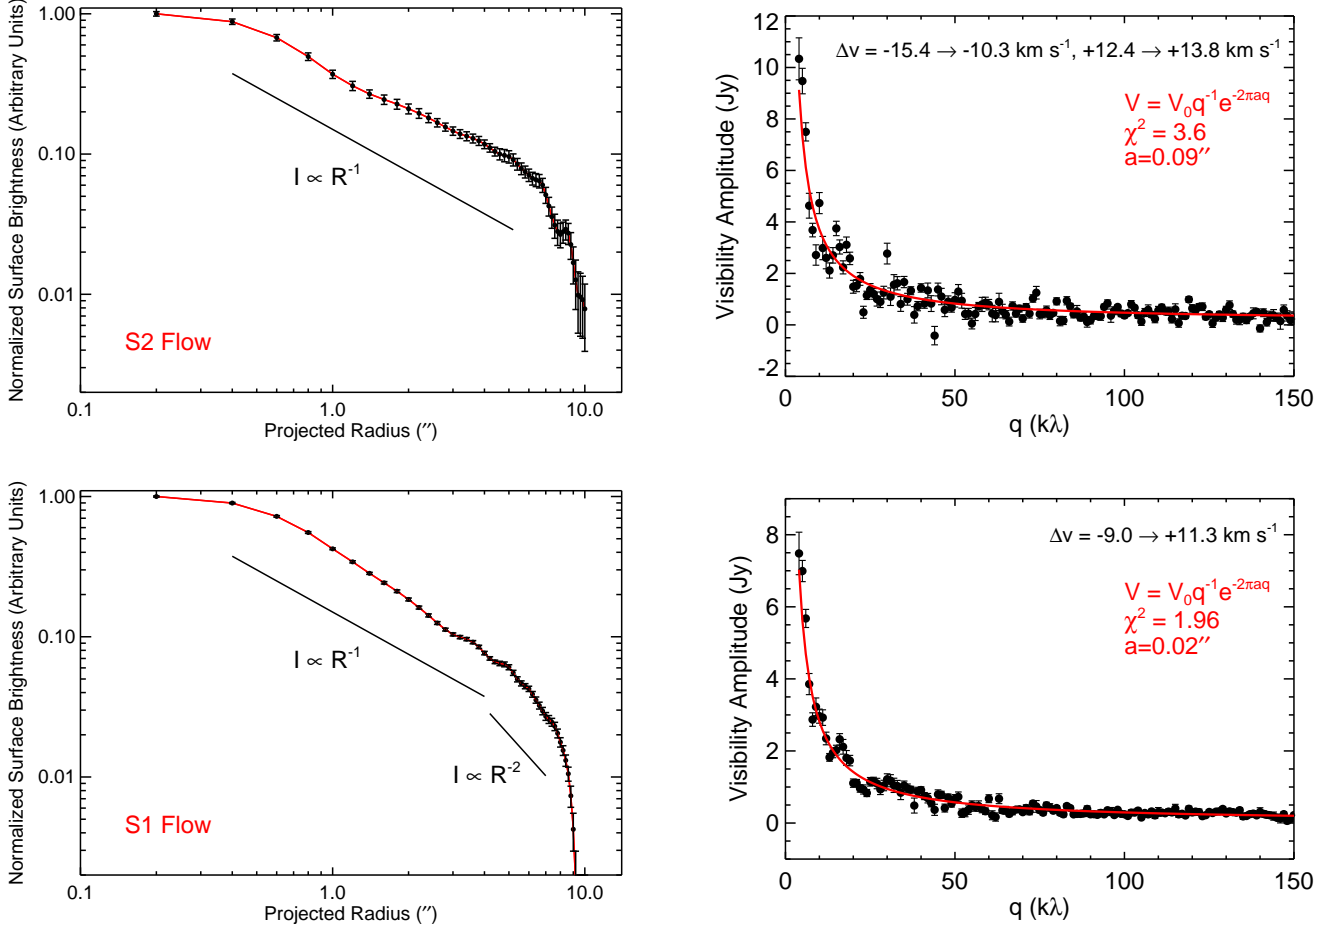 Normalized Surface Brightness (Arbitrary Units)
1.00
0.10
0.01
I ∝ R⁻¹
S2 Flow
0.1 1.0 10.0
Projected Radius (″)
Visibility Amplitude (Jy)
12
10
8
6
4
2
0
-2
Δv = -15.4 → -10.3 km s⁻¹, +12.4 → +13.8 km s⁻¹
V = V₀q⁻¹e⁻²πaq
χ² = 3.6
a=0.09″
0 50 100 150
q (kλ)
Normalized Surface Brightness (Arbitrary Units)
1.00
0.10
0.01
I ∝ R⁻¹
I ∝ R⁻²
S1 Flow
0.1 1.0 10.0
Projected Radius (″)
Visibility Amplitude (Jy)
8
6
4
2
0
Δv = -9.0 → +11.3 km s⁻¹
V = V₀q⁻¹e⁻²πaq
χ² = 1.96
a=0.02″
0 50 100 150
q (kλ)